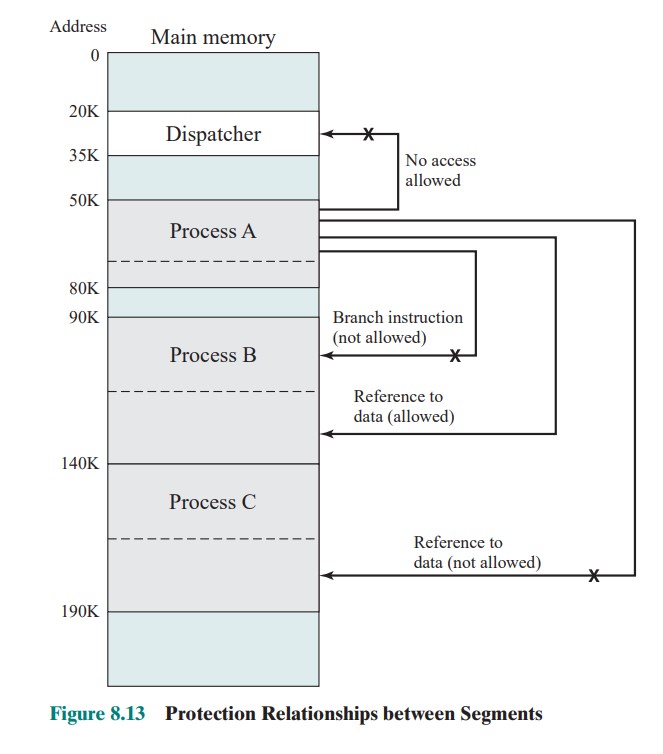 Address
Main memory
0
20K
Dispatcher
35K
No access
allowed
50K
Process A
80K
90K
Branch instruction
(not allowed)
Process B
Reference to
data (allowed)
140K
Process C
Reference to
data (not allowed)
190K
Figure 8.13 Protection Relationships between Segments